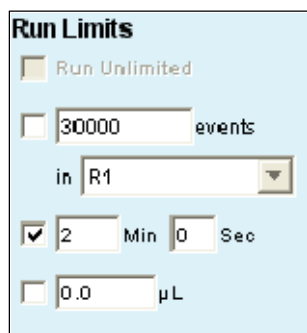 Run Limits
Run Unlimited
30000 events
in R1
2 Min 0 Sec
0.0 µL